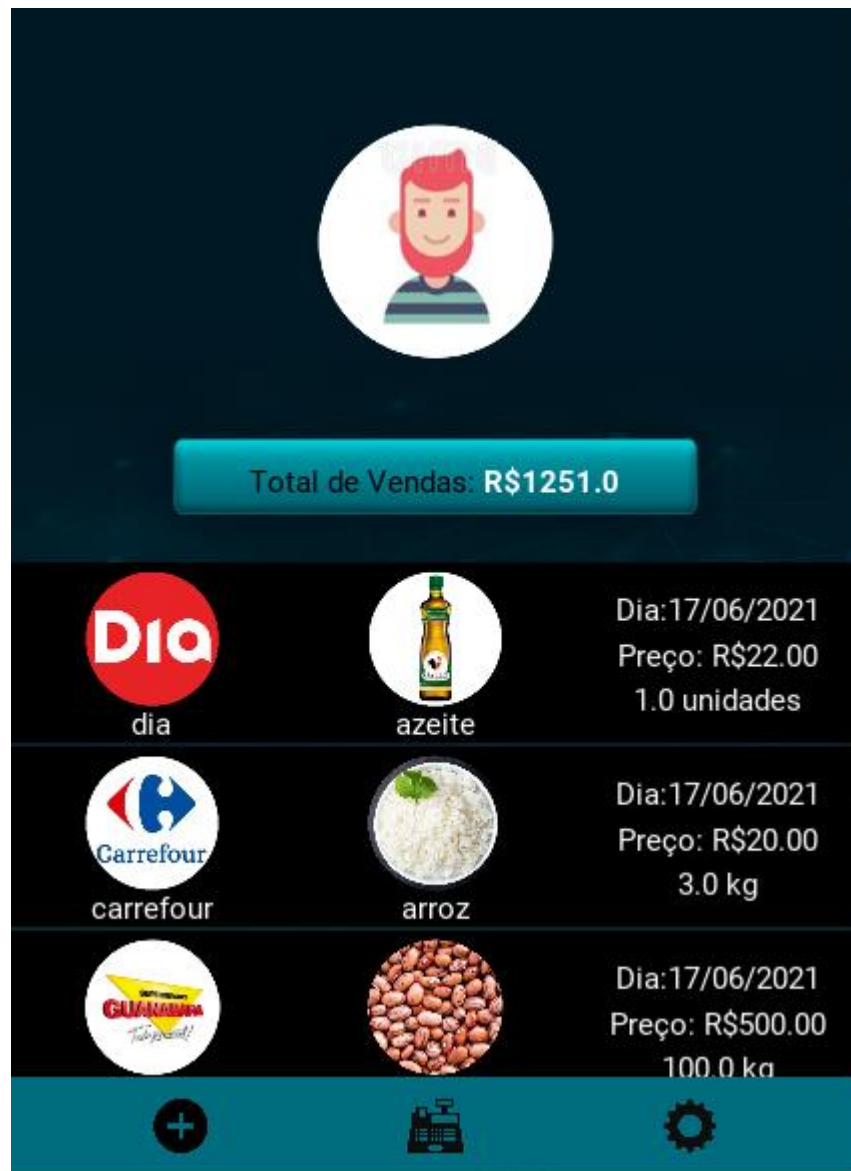 Total de Vendas: R$1251.0
Dia
dia
azeite
Dia:17/06/2021
Preço: R$22.00
1.0 unidades
Carrefour
carrefour
arroz
Dia:17/06/2021
Preço: R$20.00
3.0 kg
GUANABARA
Dia:17/06/2021
Preço: R$500.00
100.0 kg